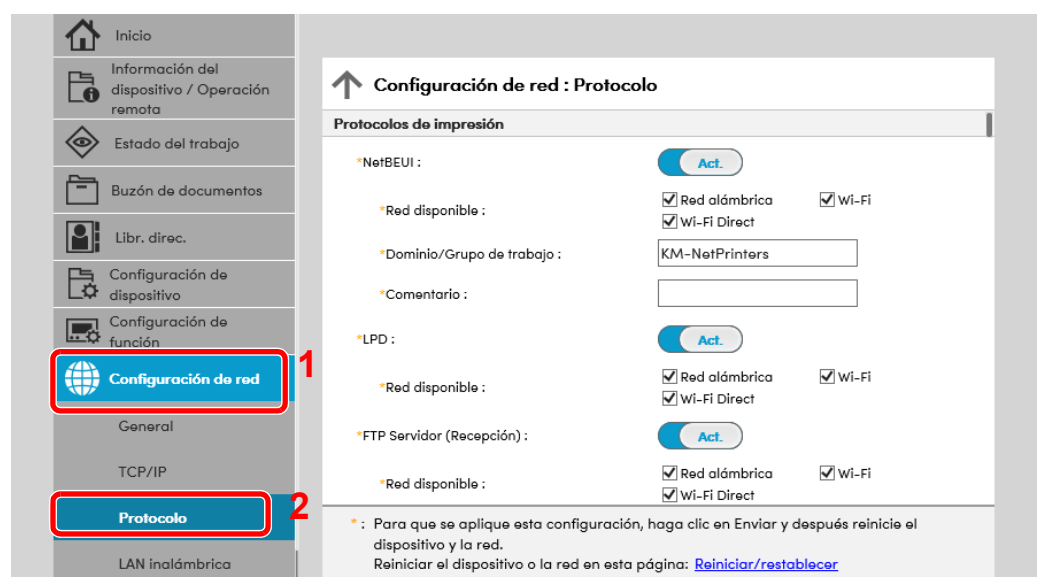 Inicio
Información del
dispositivo / Operación
remota
Estado del trabajo
Buzón de documentos
Libr. direc.
Configuración de
dispositivo
Configuración de
función
Configuración de red
1
General
TCP/IP
Protocolo
2
LAN inalámbrica
Configuración de red : Protocolo
Protocolos de impresión
*NetBEUI :
Act.
*Red disponible :
Red alámbrica
Wi-Fi
Wi-Fi Direct
*Dominio/Grupo de trabajo :
KM-NetPrinters
*Comentario :
*LPD :
Act.
*Red disponible :
Red alámbrica
Wi-Fi
Wi-Fi Direct
*FTP Servidor (Recepción) :
Act.
*Red disponible :
Red alámbrica
Wi-Fi
Wi-Fi Direct
* : Para que se aplique esta configuración, haga clic en Enviar y después reinicie el
dispositivo y la red.
Reiniciar el dispositivo o la red en esta página: Reiniciar/restablecer